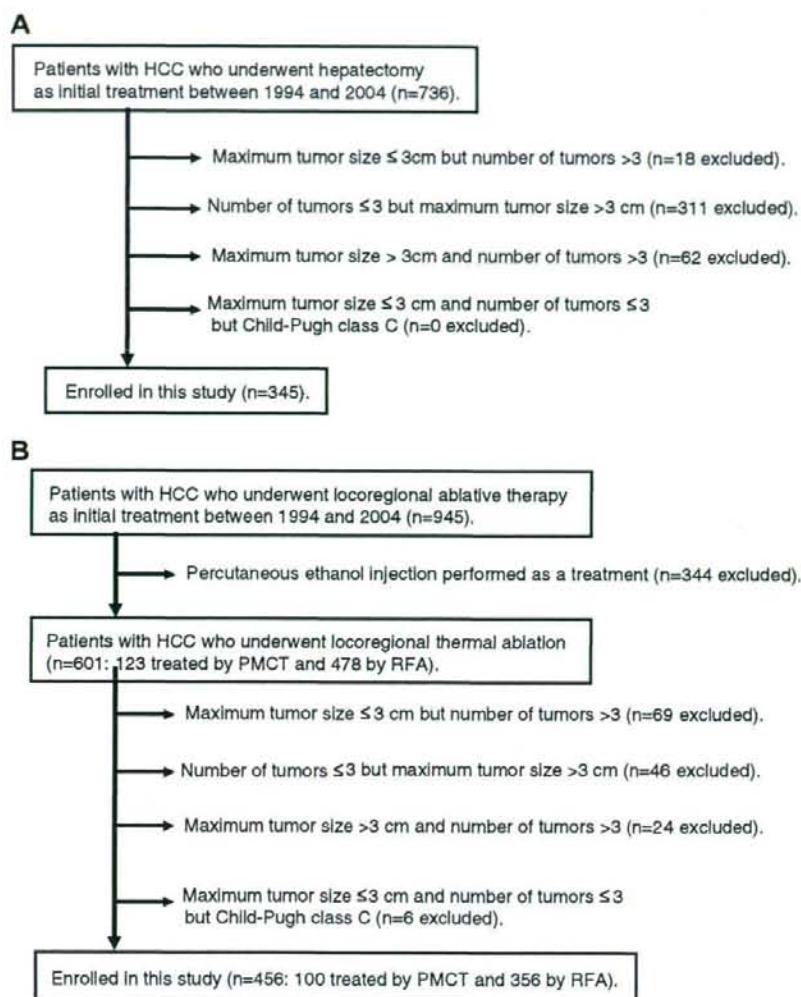 A
Patients with HCC who underwent hepatectomy
as initial treatment between 1994 and 2004 (n=736).
Maximum tumor size ≤ 3cm but number of tumors >3 (n=18 excluded).
Number of tumors ≤3 but maximum tumor size >3 cm (n=311 excluded).
Maximum tumor size > 3cm and number of tumors >3 (n=62 excluded).
Maximum tumor size ≤3 cm and number of tumors ≤3
but Child-Pugh class C (n=0 excluded).
Enrolled in this study (n=345).
B
Patients with HCC who underwent locoregional ablative therapy
as initial treatment between 1994 and 2004 (n=945).
Percutaneous ethanol injection performed as a treatment (n=344 excluded).
Patients with HCC who underwent locoregional thermal ablation
(n=601: 123 treated by PMCT and 478 by RFA).
Maximum tumor size ≤3 cm but number of tumors >3 (n=69 excluded).
Number of tumors ≤3 but maximum tumor size >3 cm (n=46 excluded).
Maximum tumor size >3 cm and number of tumors >3 (n=24 excluded).
Maximum tumor size ≤3 cm and number of tumors ≤3
but Child-Pugh class C (n=6 excluded).
Enrolled in this study (n=456: 100 treated by PMCT and 356 by RFA).